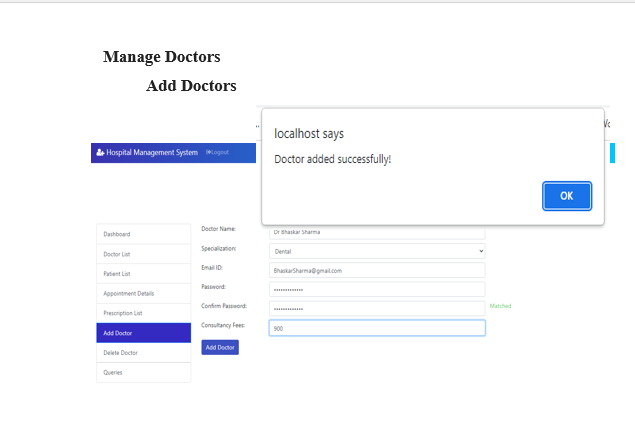 Manage Doctors
Add Doctors
localhost says
Doctor added successfully!
OK
Hospital Management System Logout
Dashboard
Doctor List
Patient List
Appointment Details
Prescription List
Add Doctor
Delete Doctor
Queries
Doctor Name:
Dr Bhaskar Sharma
Specialization:
Dental
Email ID:
BhaskarSharma@gmail.com
Password:
Confirm Password:
Matched
Consultancy Fees:
900
Add Doctor